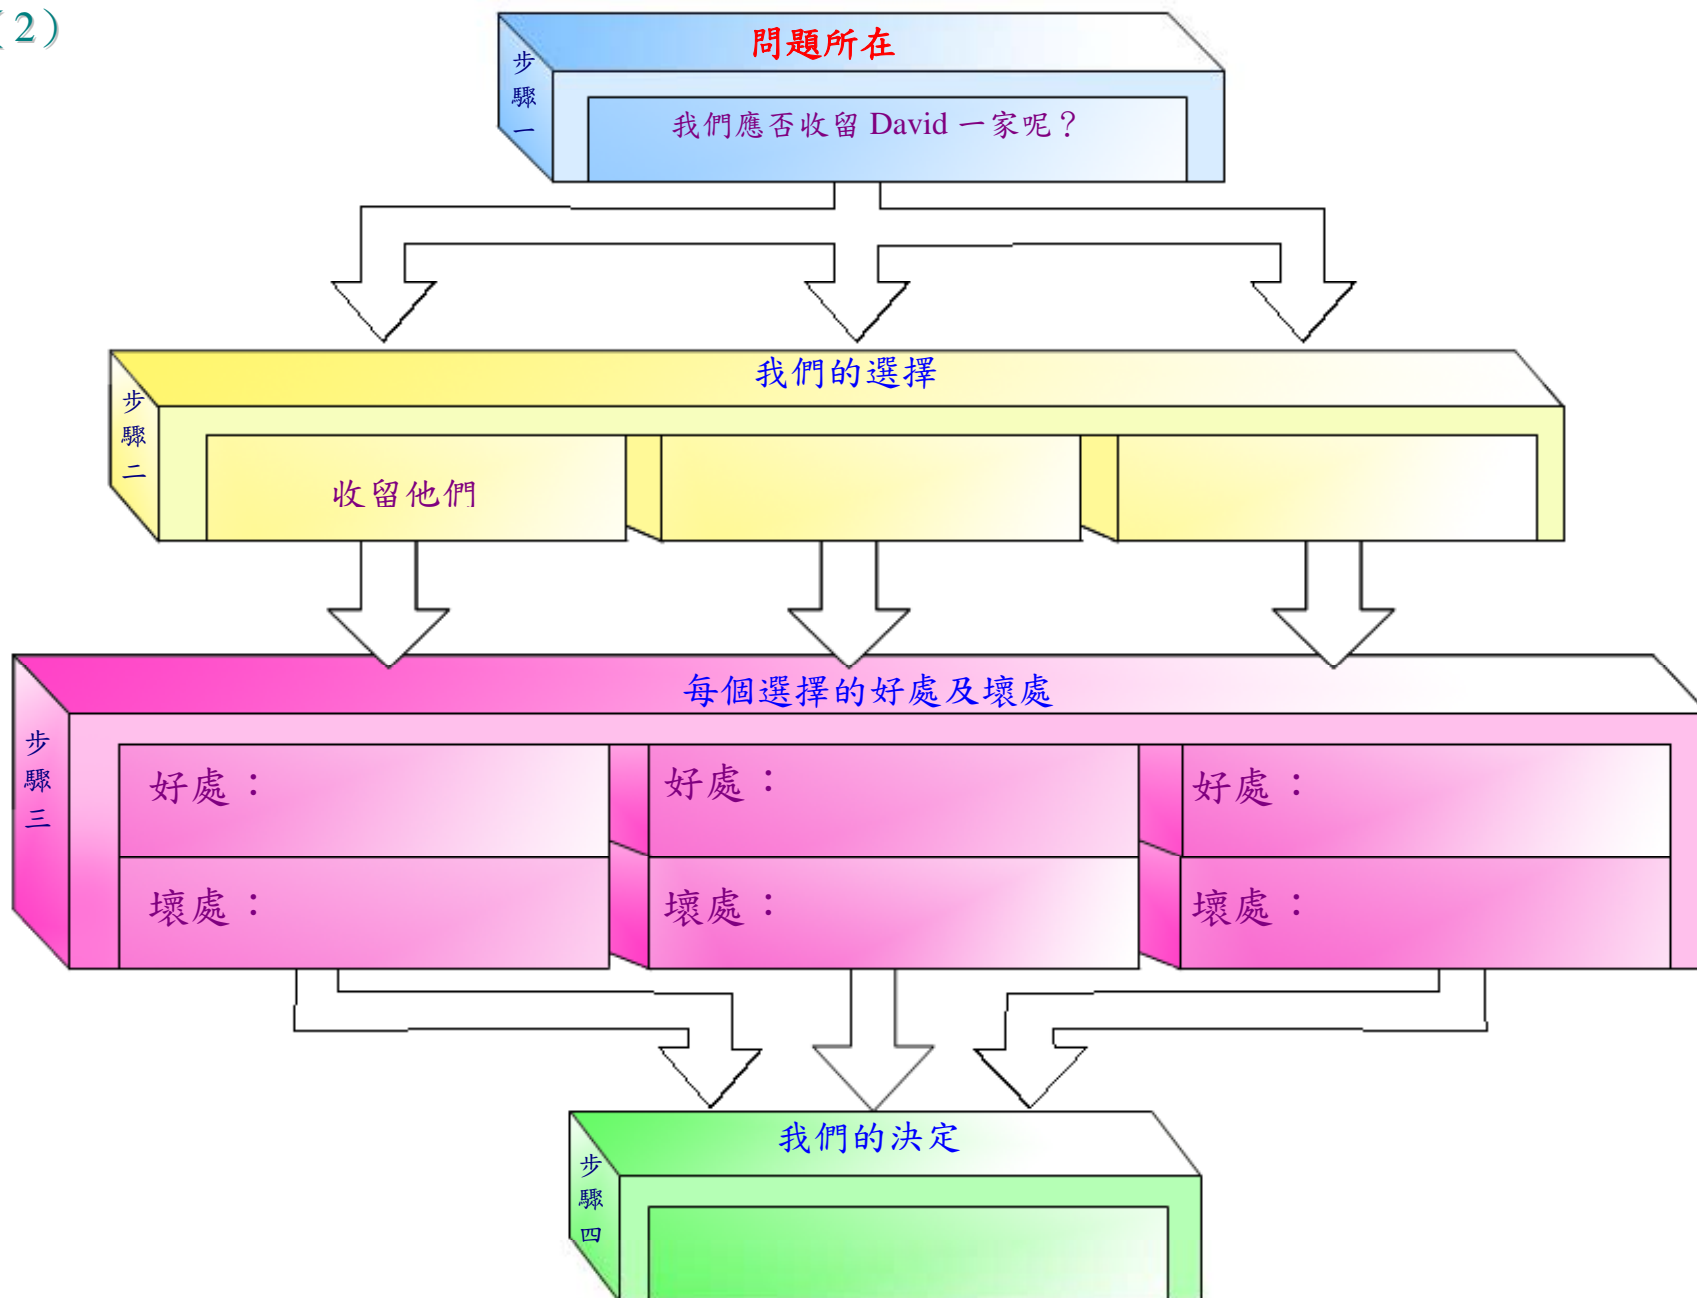 (2)
問題所在
步驟一
我們應否收留 David 一家呢？
我們的選擇
步驟二
收留他們
每個選擇的好處及壞處
步驟三
好處：
好處：
好處：
壞處：
壞處：
壞處：
我們的決定
步驟四